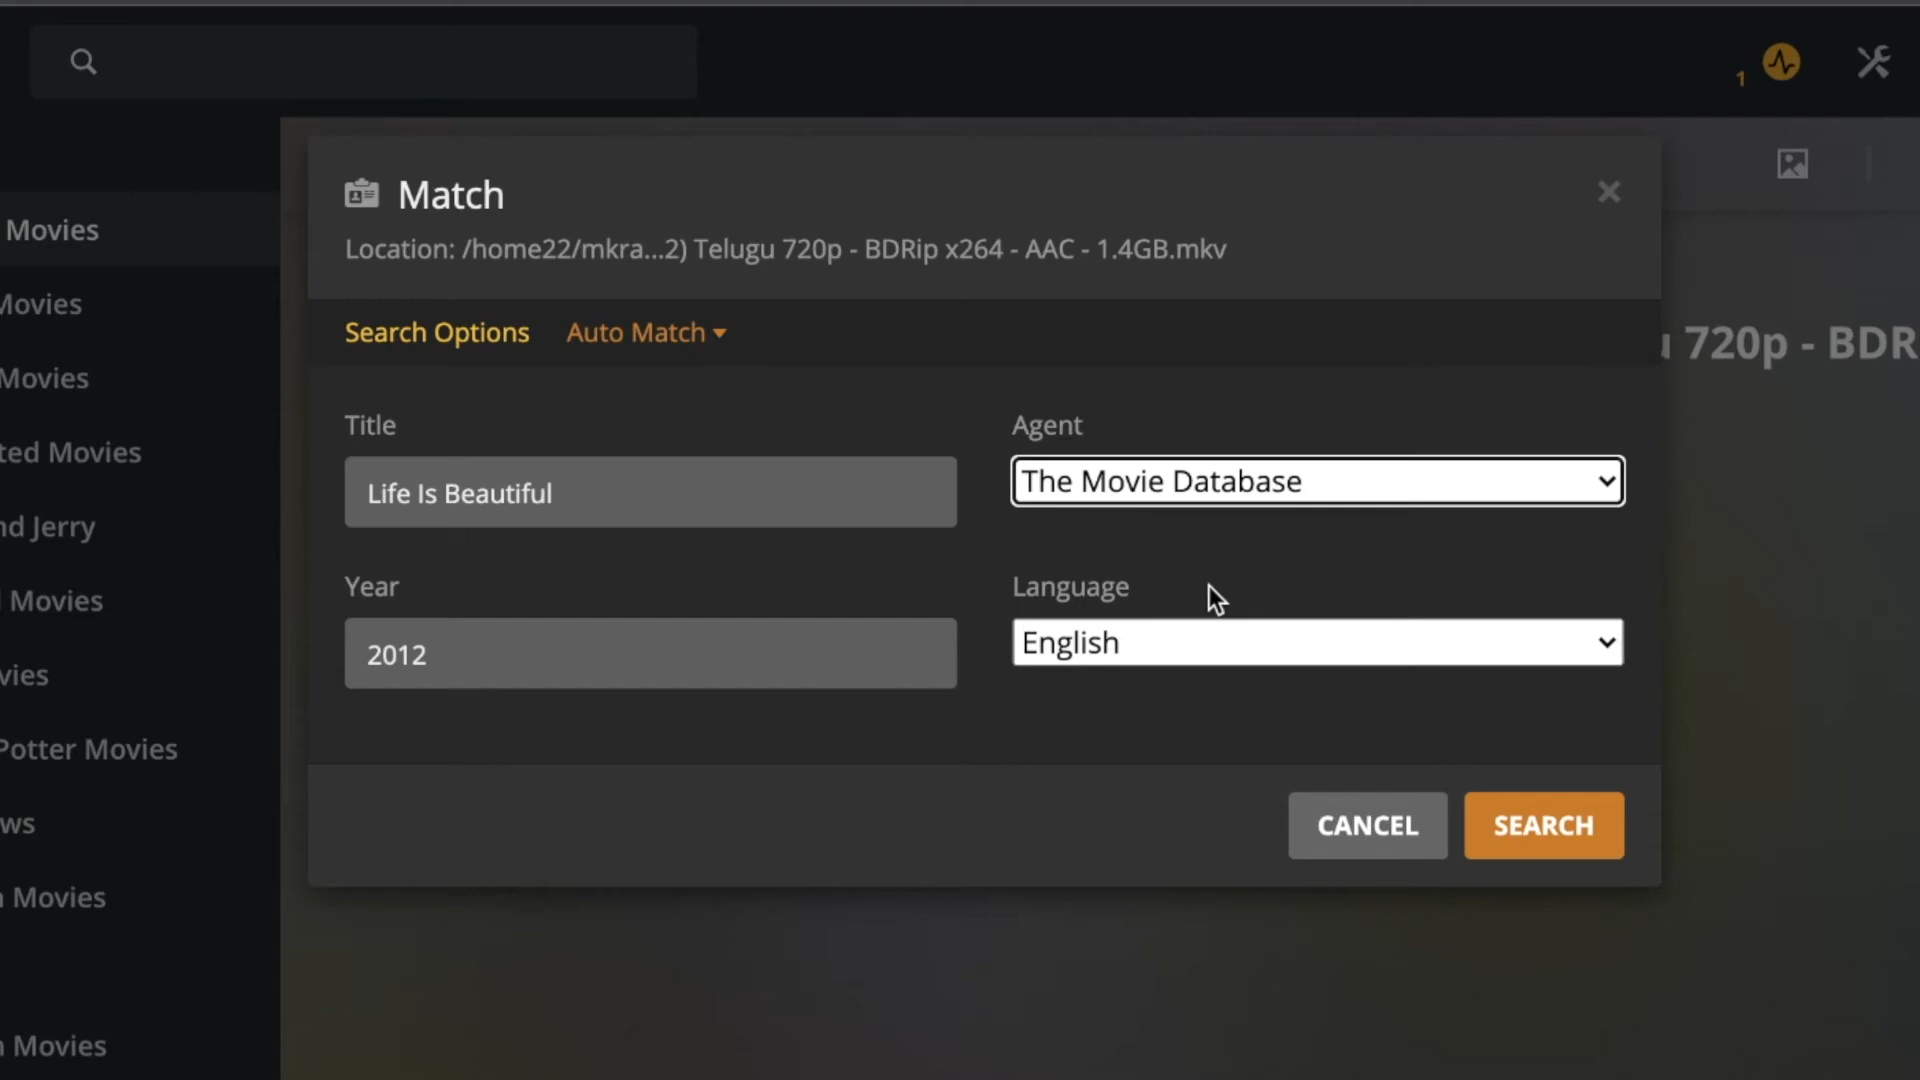 1
Match
Location: /home22/mkra...2) Telugu 720p - BDRip x264 - AAC - 1.4GB.mkv
Search Options Auto Match
720p - BDR
Title
Life Is Beautiful
Agent
The Movie Database
Year
2012
Language
English
CANCEL SEARCH
Movies
Movies
Movies
ted Movies
nd Jerry
Movies
vies
Potter Movies
ws
Movies
Movies